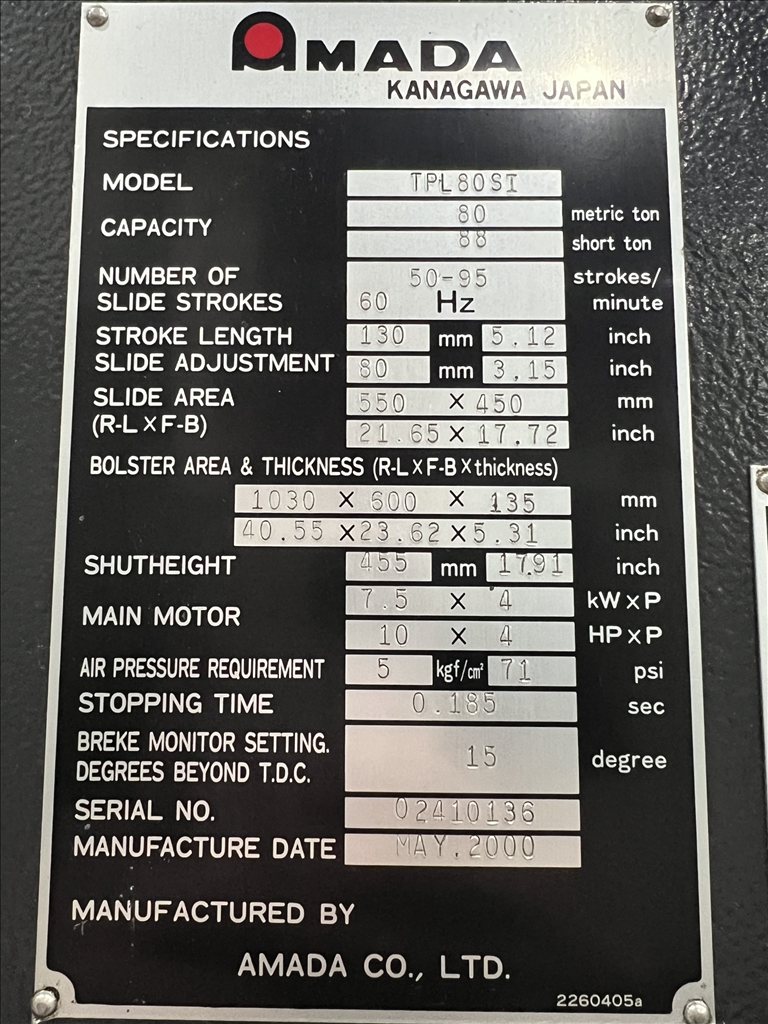 AMADA
KANAGAWA JAPAN
SPECIFICATIONS
MODEL TPL80SI
CAPACITY 80 metric ton
88 short ton
NUMBER OF SLIDE STROKES 50-95 strokes/minute
60 Hz
STROKE LENGTH 130 mm 5.12 inch
SLIDE ADJUSTMENT 80 mm 3.15 inch
SLIDE AREA 550 × 450 mm
(R-L×F-B) 21.65 × 17.72 inch
BOLSTER AREA & THICKNESS (R-L×F-B×thickness)
1030 × 600 × 135 mm
40.55 ×23.62 ×5.31 inch
SHUTHEIGHT 455 mm 17.91 inch
MAIN MOTOR 7.5 × 4 kW×P
10 × 4 HP×P
AIR PRESSURE REQUIREMENT 5 kgf/cm² 71 psi
STOPPING TIME 0.185 sec
BREKE MONITOR SETTING.
DEGREES BEYOND T.D.C. 15 degree
SERIAL NO. 02410136
MANUFACTURE DATE MAY.2000
MANUFACTURED BY
AMADA CO., LTD.
2260405a